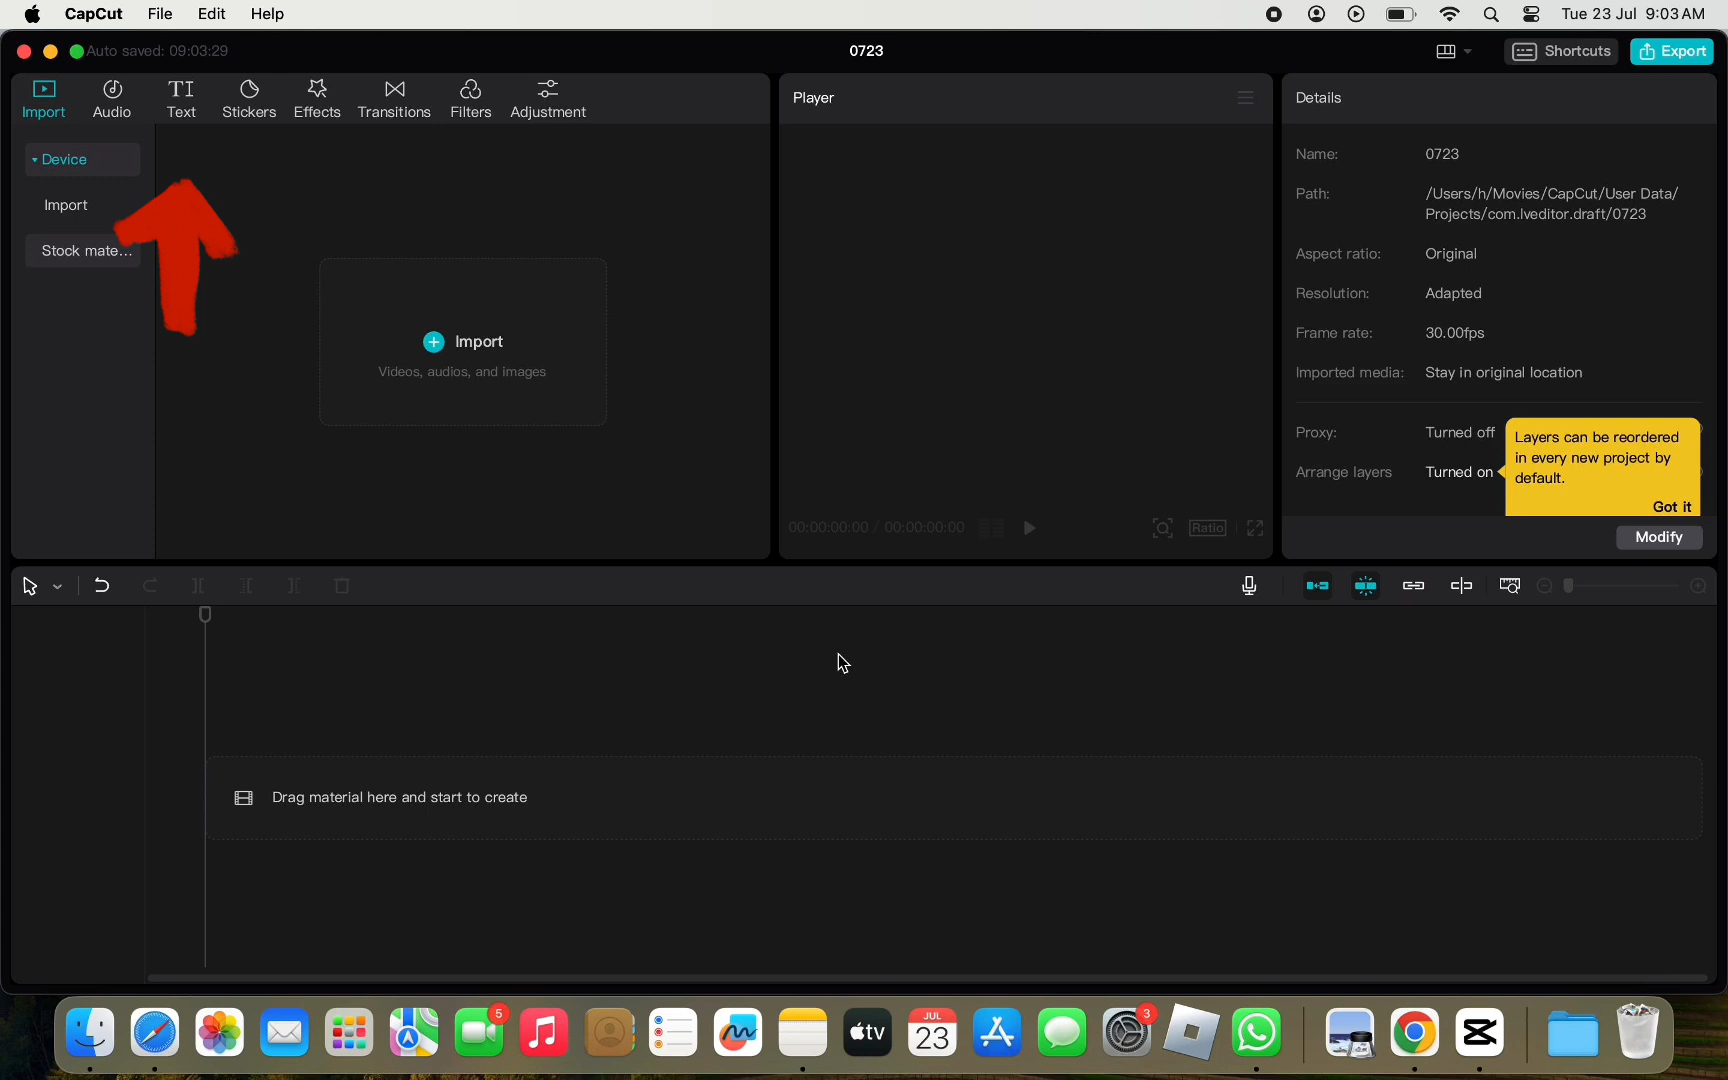 CapCut File Edit Help Tue 23 Jul 9:03 AM
Auto saved: 09:03:29 0723 Shortcuts Export
Import Audio Text Stickers Effects Transitions Filters Adjustment
Player
Details
Device
Import
Stock mate...
Import
Videos, audios, and images
00:00:00:00 / 00:00:00:00 Ratio
Name: 0723
Path: /Users/h/Movies/CapCut/User Data/
Projects/com.lveditor.draft/0723
Aspect ratio: Original
Resolution: Adapted
Frame rate: 30.00fps
Imported media: Stay in original location
Proxy: Turned off
Arrange layers Turned on
Layers can be reordered
in every new project by
default.
Got it
Modify
Drag material here and start to create
5 tv JUL 23 3